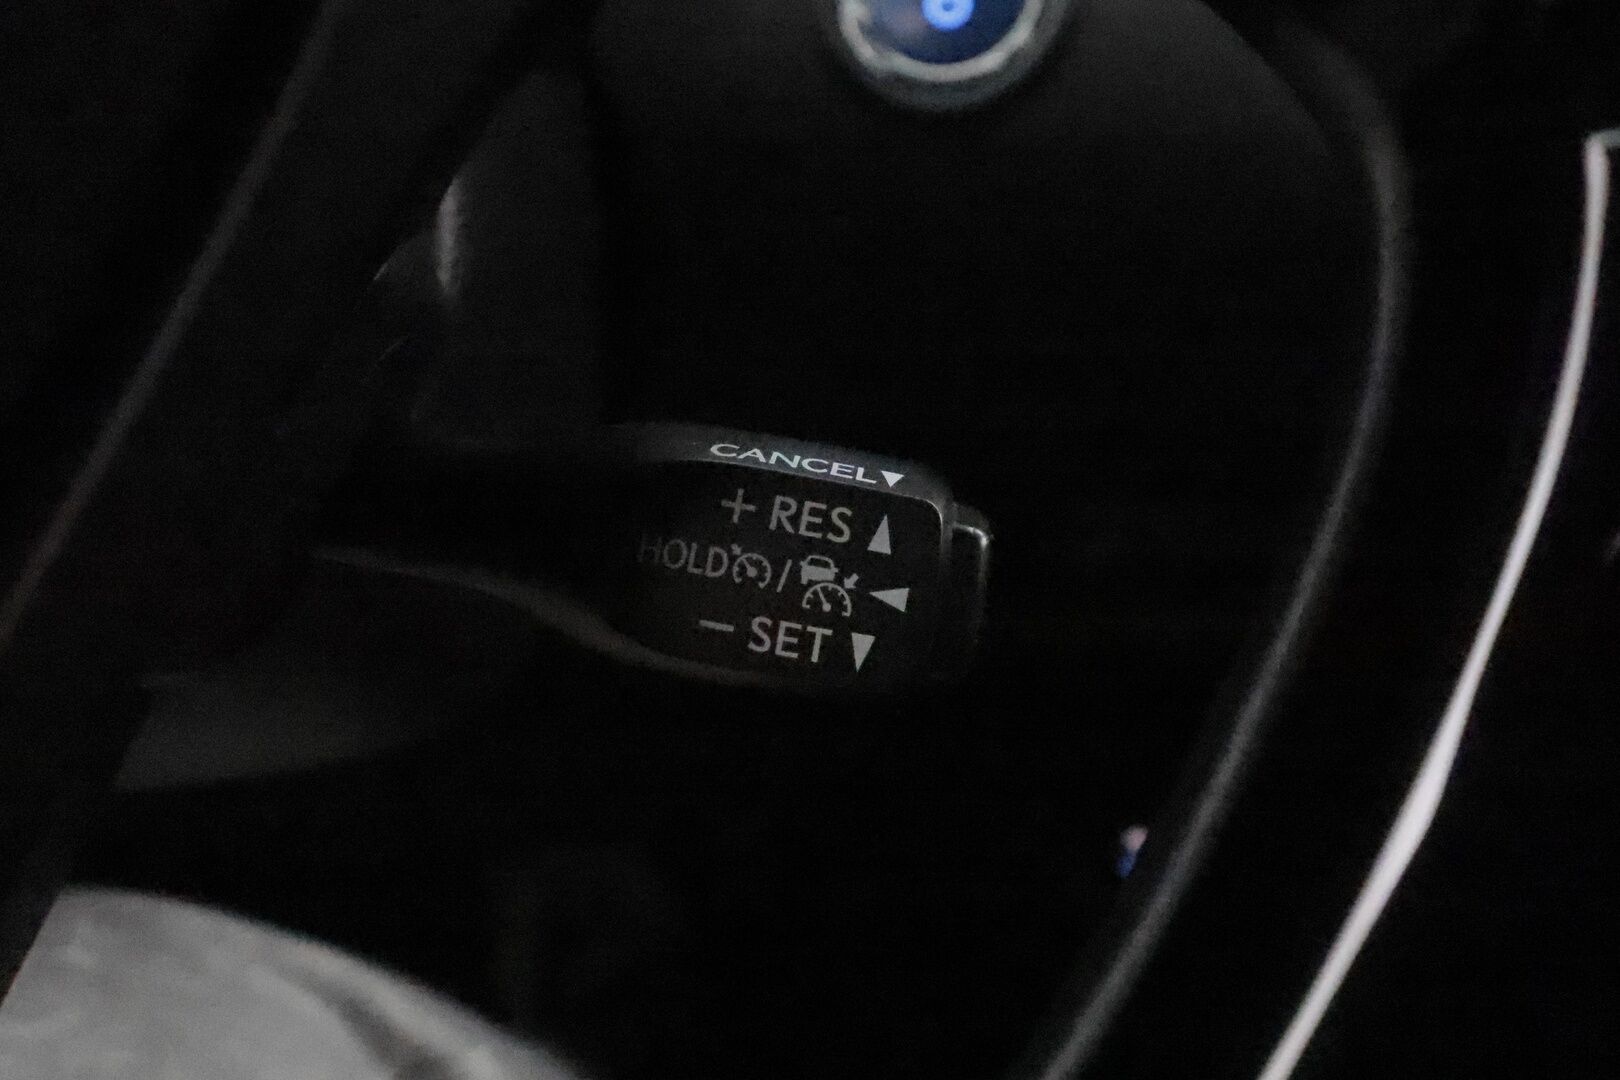 CANCEL▼
+ RES ▲
HOLD / ◀
− SET ▼